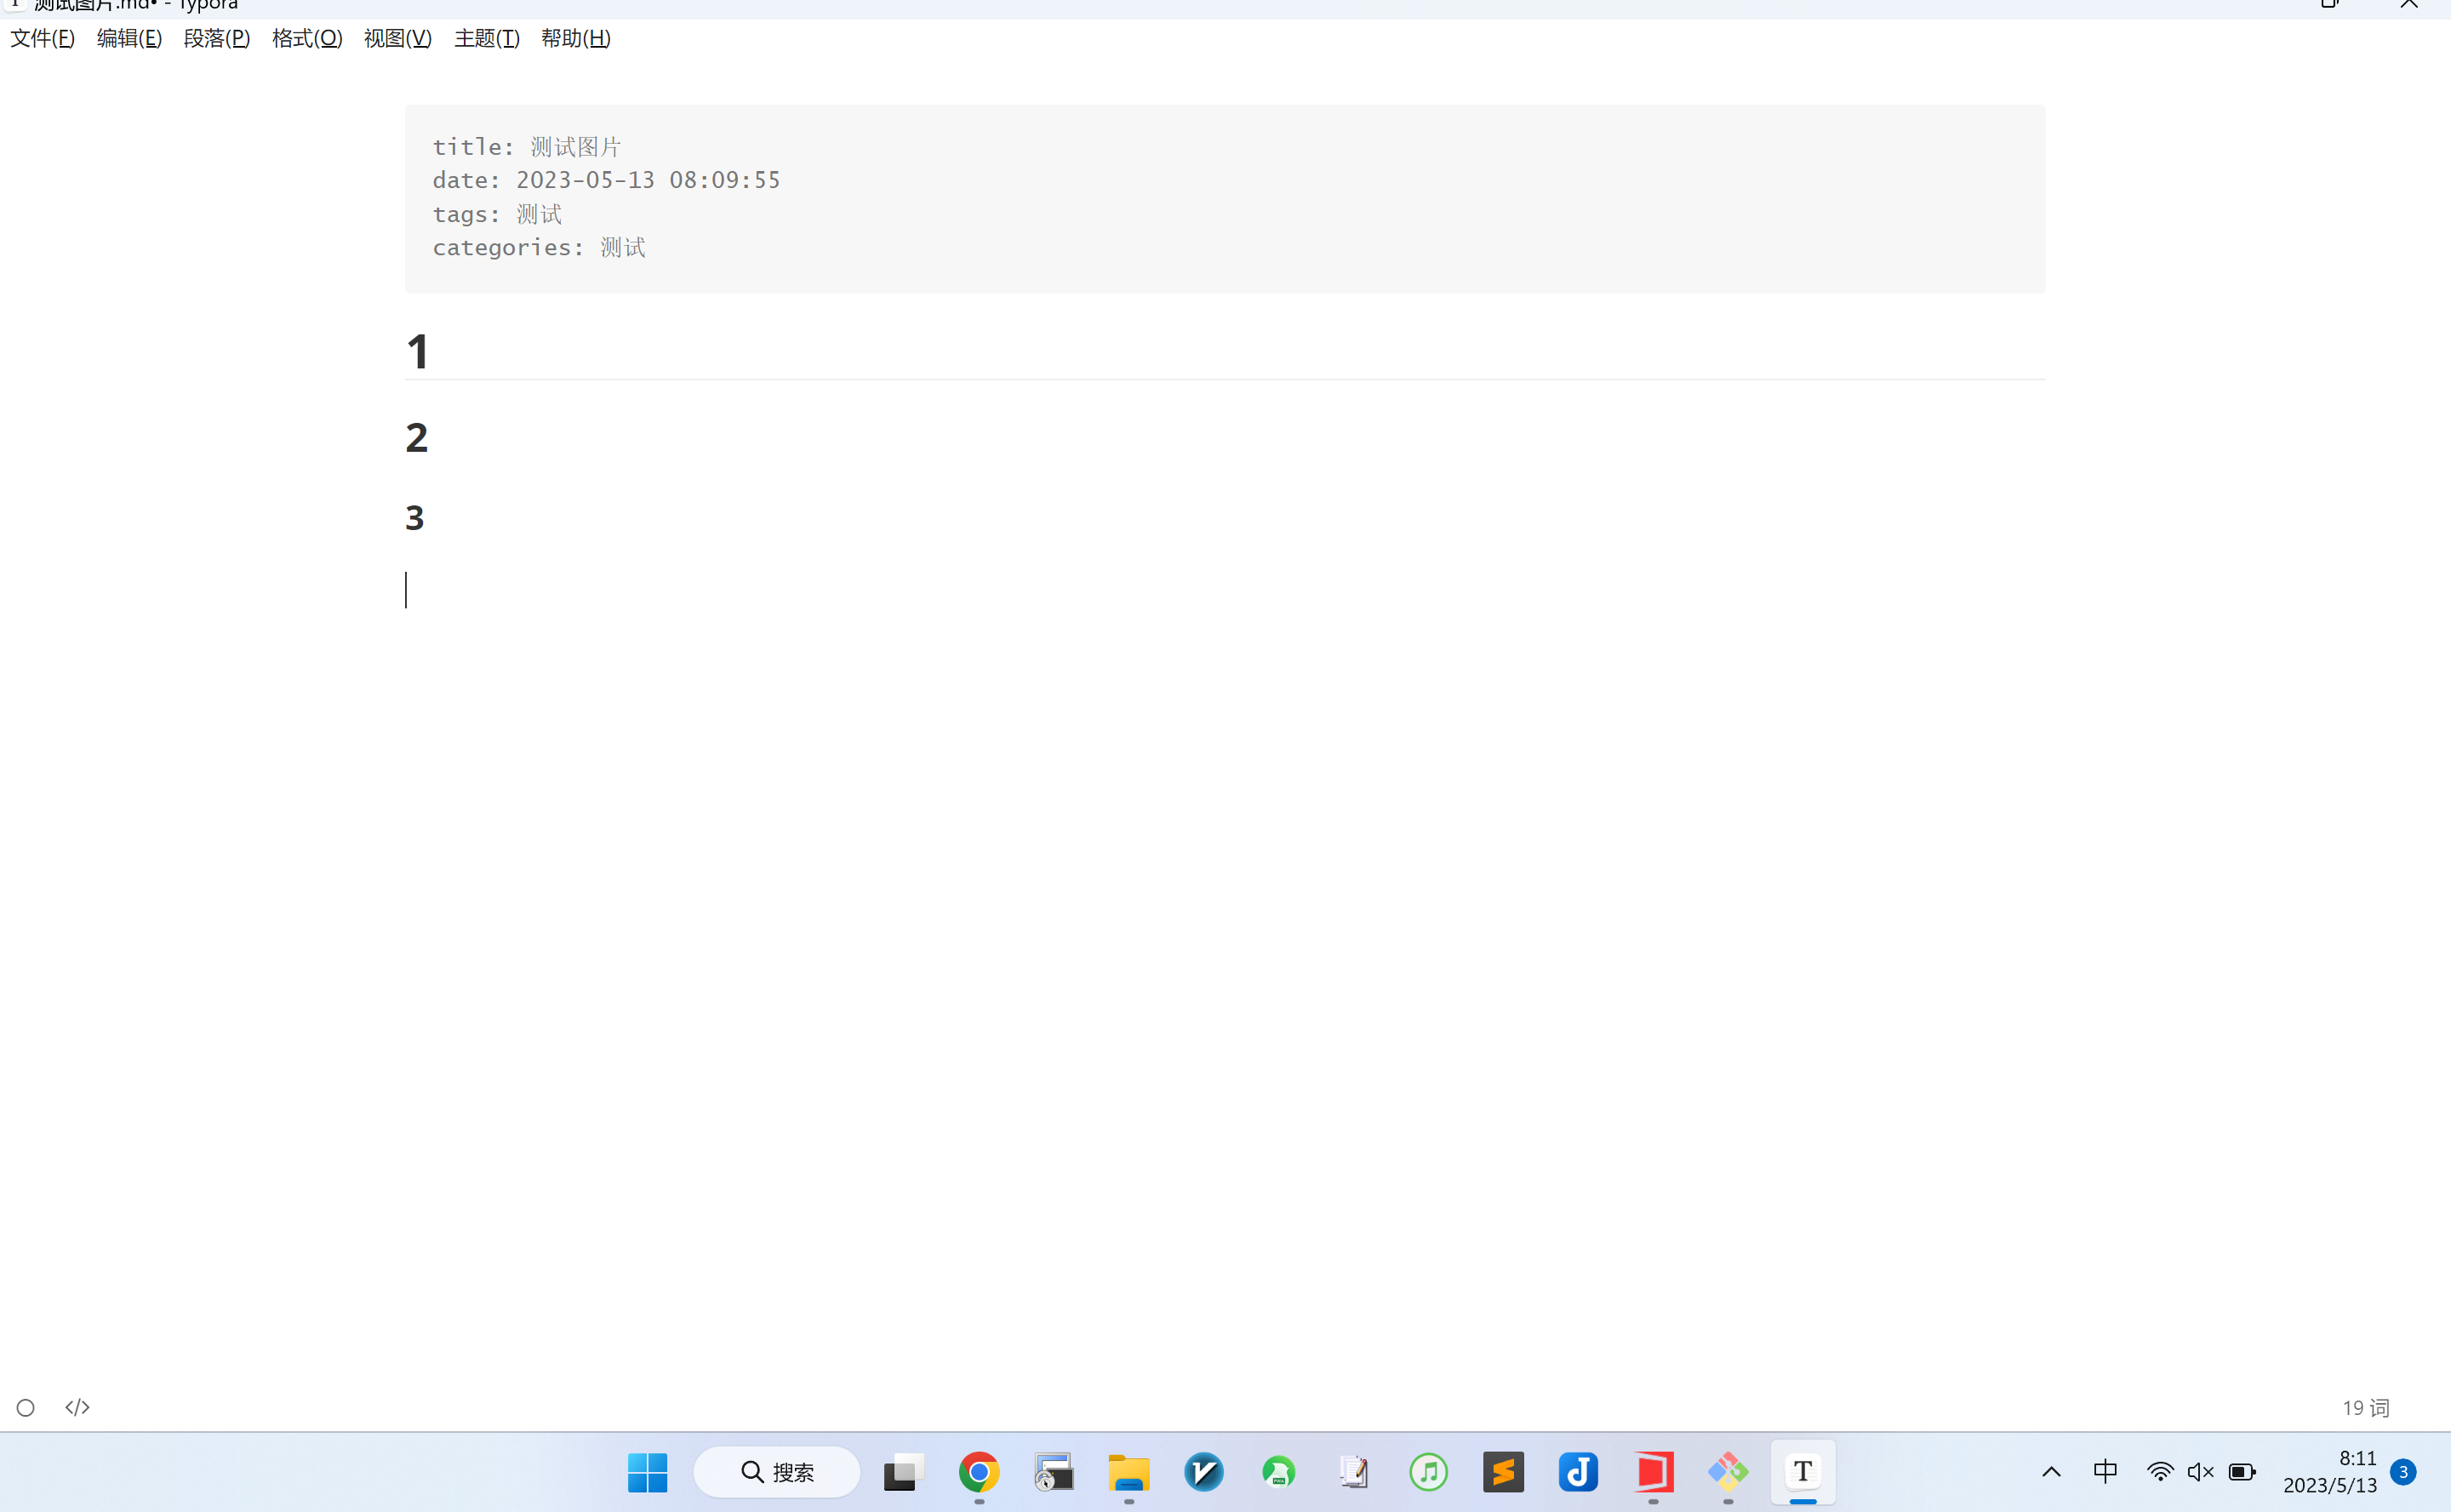 测试图片.md• - Typora
文件(F) 编辑(E) 段落(P) 格式(O) 视图(V) 主题(T) 帮助(H)
title: 测试图片
date: 2023-05-13 08:09:55
tags: 测试
categories: 测试
1
2
3
</> 19 词
搜索
T
中
8:11
2023/5/13
3